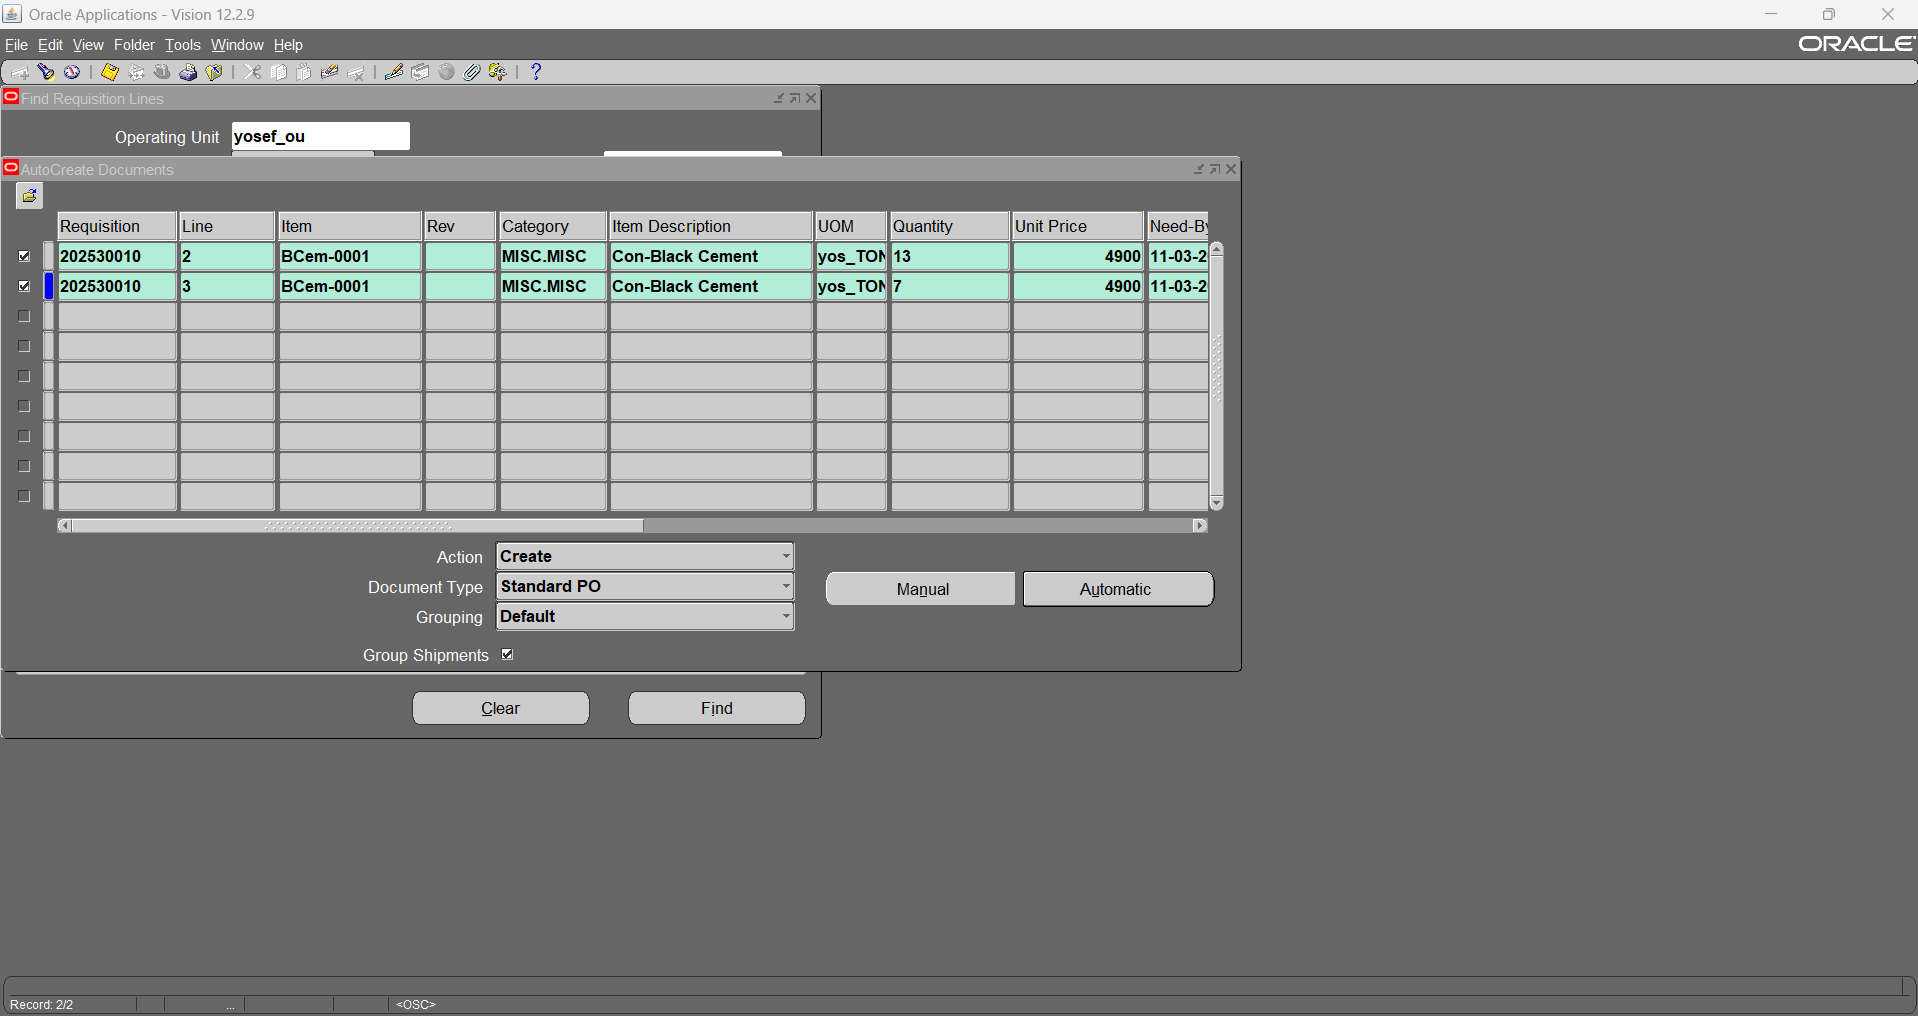 Oracle Applications - Vision 12.2.9
File Edit View Folder Tools Window Help
ORACLE
Find Requisition Lines
Operating Unit yosef_ou
AutoCreate Documents
Requisition Line Item Rev Category Item Description UOM Quantity Unit Price Need-By
202530010 2 BCem-0001 MISC.MISC Con-Black Cement yos_TON 13 4900 11-03-2
202530010 3 BCem-0001 MISC.MISC Con-Black Cement yos_TON 7 4900 11-03-2
Action Create
Document Type Standard PO
Manual Automatic
Grouping Default
Group Shipments
Clear Find
Record: 2/2 ... <OSC>